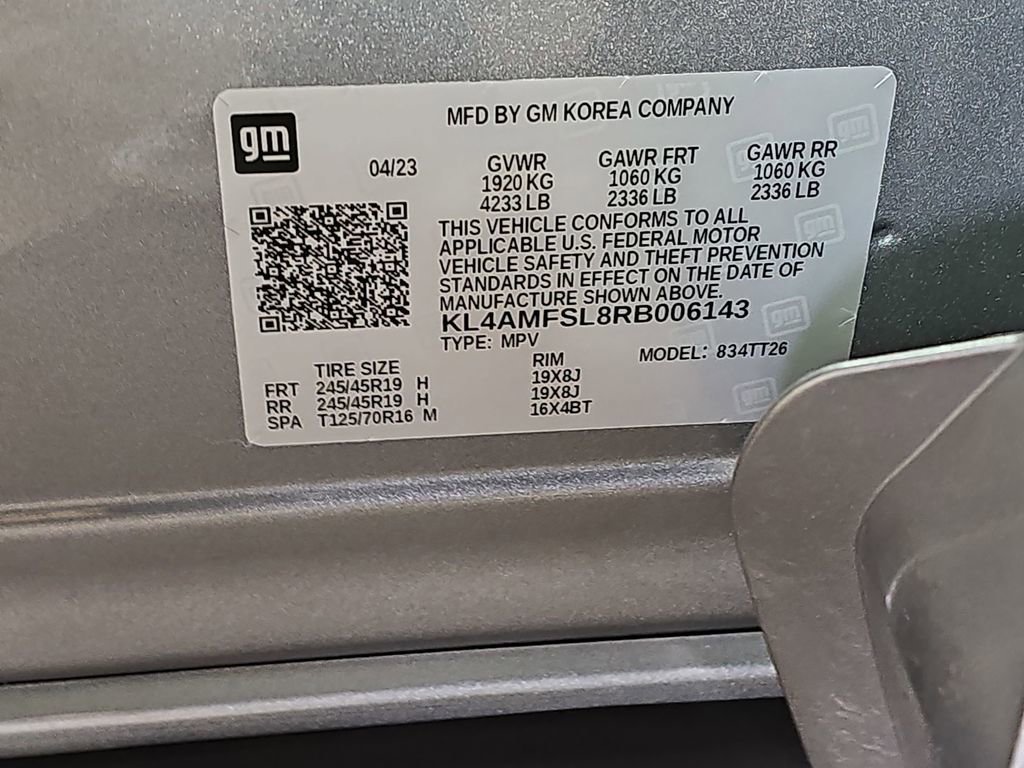 MFD BY GM KOREA COMPANY
gm
04/23
GVWR GAWR FRT GAWR RR
1920 KG 1060 KG 1060 KG
4233 LB 2336 LB 2336 LB
THIS VEHICLE CONFORMS TO ALL
APPLICABLE U.S. FEDERAL MOTOR
VEHICLE SAFETY AND THEFT PREVENTION
STANDARDS IN EFFECT ON THE DATE OF
MANUFACTURE SHOWN ABOVE.
KL4AMFSL8RB006143
TYPE: MPV MODEL: 834TT26
TIRE SIZE RIM
FRT 245/45R19 H 19X8J
RR 245/45R19 H 19X8J
SPA T125/70R16 M 16X4BT